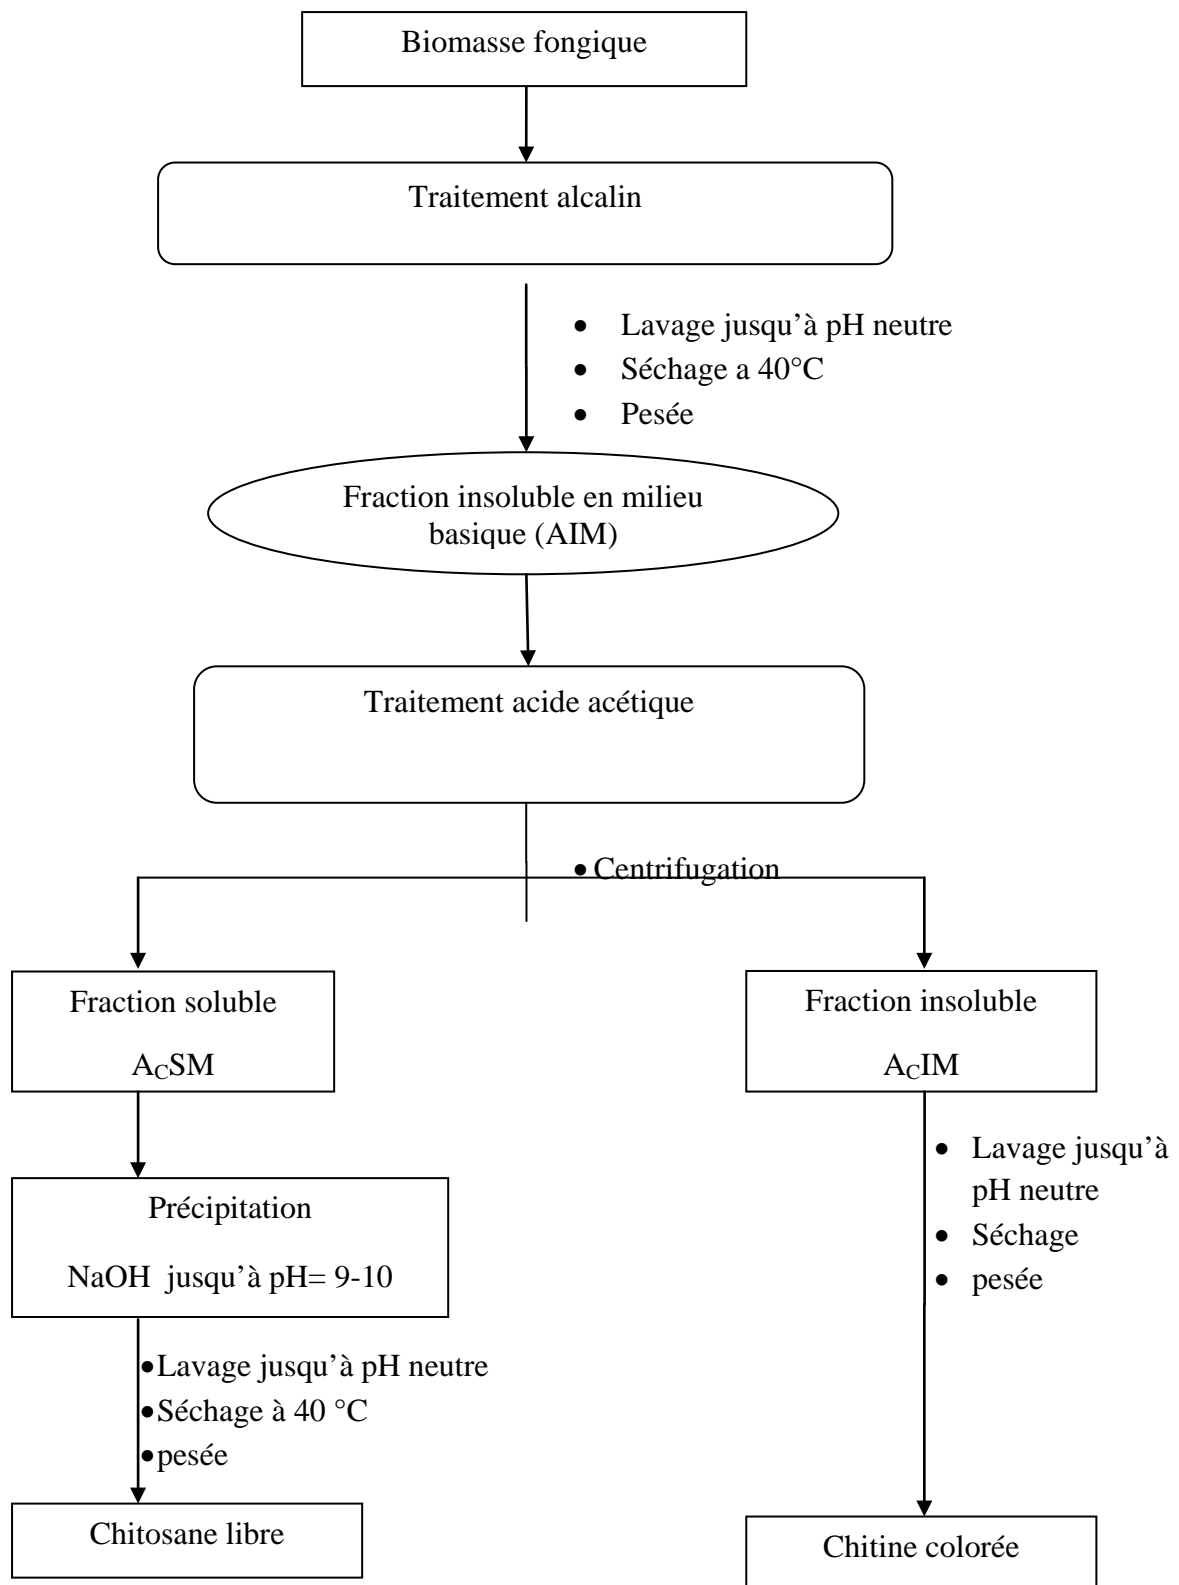 Biomasse fongique
Traitement alcalin
• Lavage jusqu’à pH neutre
• Séchage a 40°C
• Pesée
Fraction insoluble en milieu
basique (AIM)
Traitement acide acétique
• Centrifugation
Fraction soluble
ACSM
Fraction insoluble
ACIM
• Lavage jusqu’à
pH neutre
• Séchage
• pesée
Précipitation
NaOH jusqu’à pH= 9-10
• Lavage jusqu’à pH neutre
• Séchage à 40 °C
• pesée
Chitosane libre
Chitine colorée